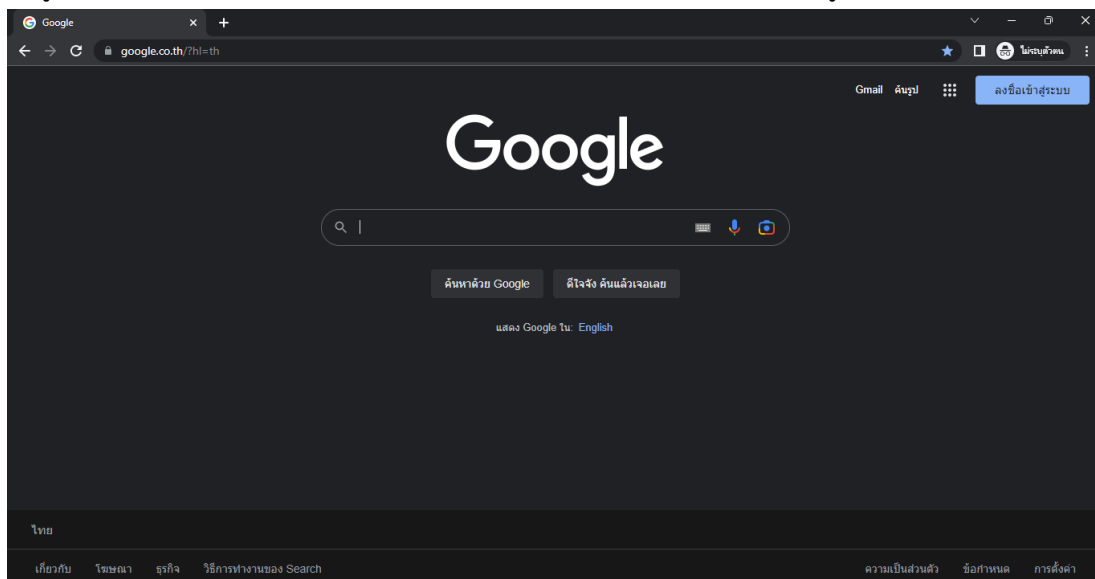 Google
google.co.th/?hl=th ไม่ระบุตัวตน
Gmail ค้นรูป ลงชื่อเข้าสู่ระบบ
Google
ค้นหาด้วย Google ดีใจจัง ค้นแล้วเจอเลย
แสดง Google ใน: English
ไทย
เกี่ยวกับ โฆษณา ธุรกิจ วิธีการทำงานของ Search ความเป็นส่วนตัว ข้อกำหนด การตั้งค่า